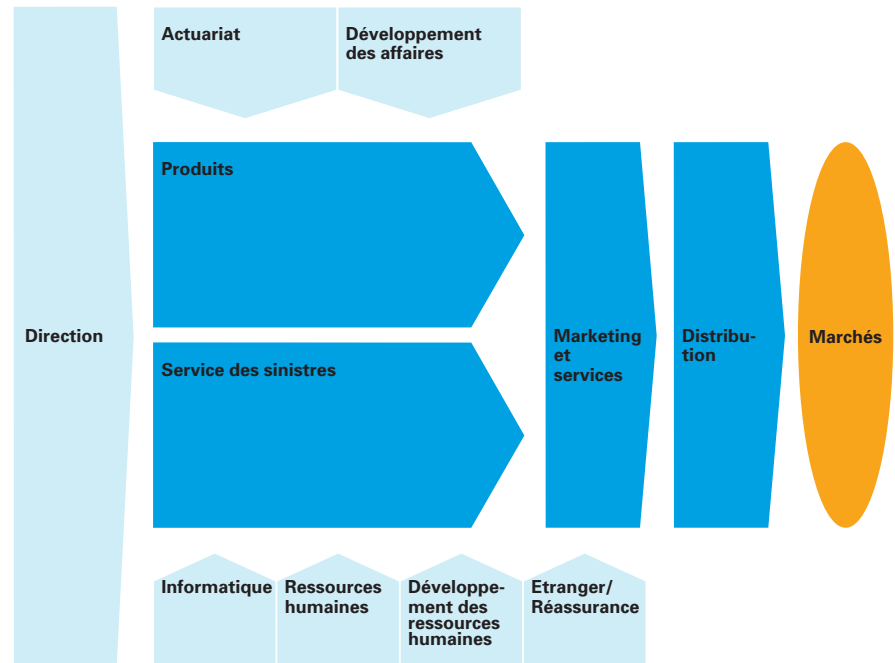 Actuariat
Développement
des affaires
Produits
Direction
Service des sinistres
Marketing
et
services
Distribu-
tion
Marchés
Informatique
Ressources
humaines
Développe-
ment des
ressources
humaines
Etranger/
Réassurance